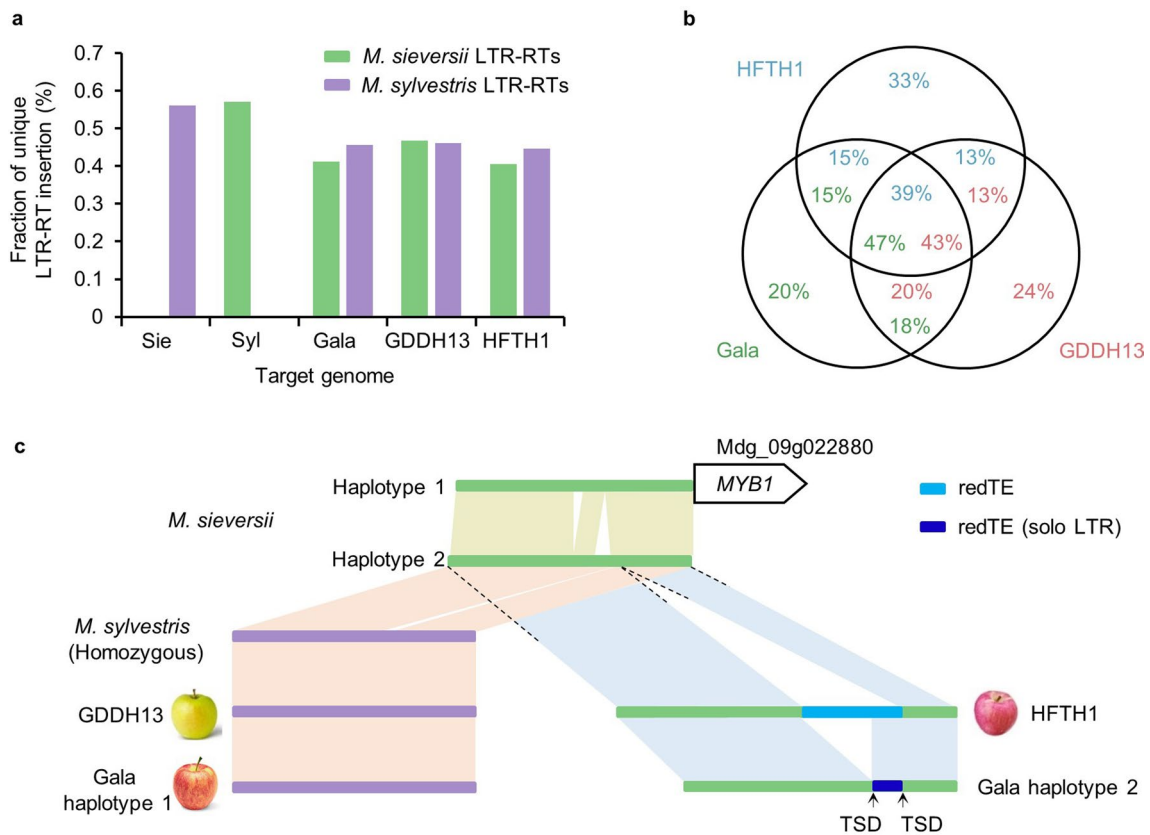 a
Fraction of unique
LTR-RT insertion (%)
0.7
0.6
0.5
0.4
0.3
0.2
0.1
0
M. sieversii LTR-RTs
M. sylvestris LTR-RTs
Sie Syl Gala GDDH13 HFTH1
Target genome
b
HFTH1
33%
15% 13%
15% 39% 13%
47% 43%
20% 20% 24%
18%
Gala GDDH13
c
Mdg_09g022880
Haplotype 1 MYB1
M. sieversii
Haplotype 2
redTE
redTE (solo LTR)
M. sylvestris
(Homozygous)
GDDH13
HFTH1
Gala
haplotype 1
Gala haplotype 2
TSD TSD